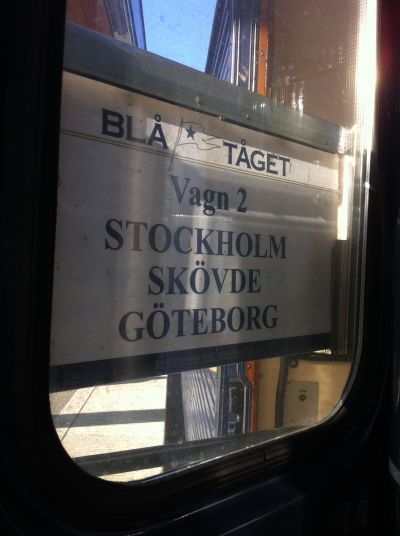 BLÅ TÅGET
Vagn 2
STOCKHOLM
SKÖVDE
GÖTEBORG